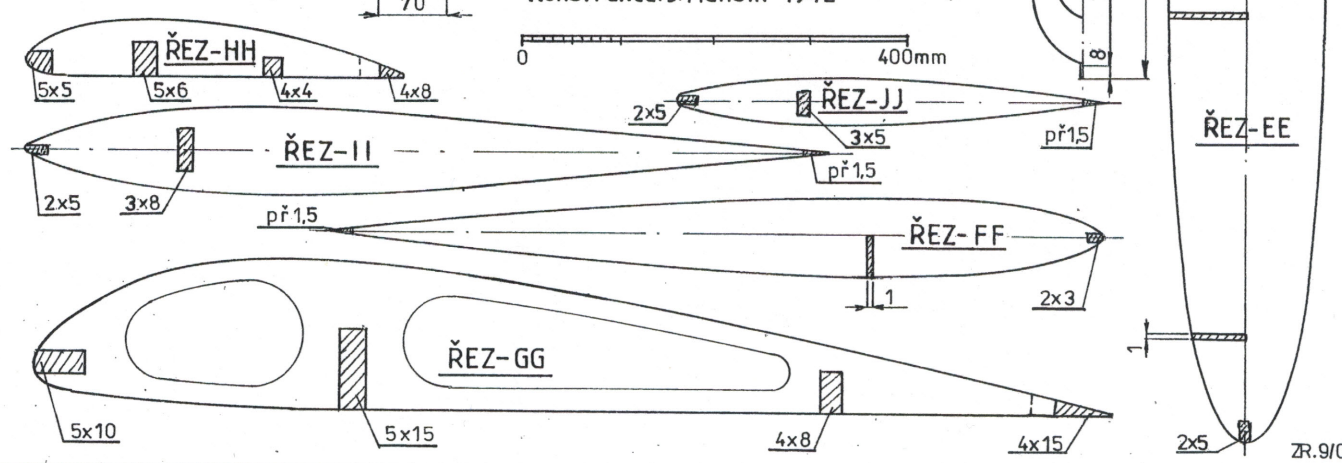 70
0 400mm
8
ŘEZ-HH
5x5 5x6 4x4 4x8
ŘEZ-JJ
2x5 3x5 př1,5
ŘEZ-II
2x5 3x8 př1,5
ŘEZ-EE
př1,5 ŘEZ-FF
1 2x3
ŘEZ-GG
5x10 5x15 4x8 4x15
1
2x5